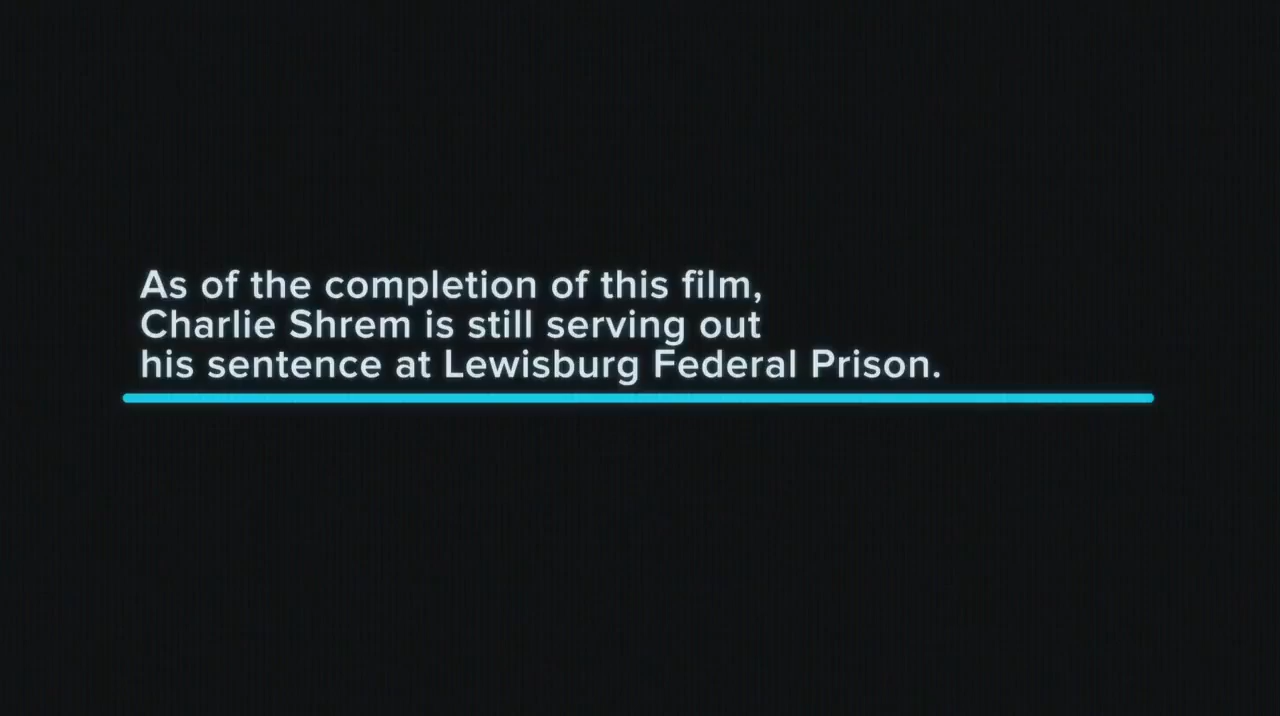 As of the completion of this film,
Charlie Shrem is still serving out
his sentence at Lewisburg Federal Prison.